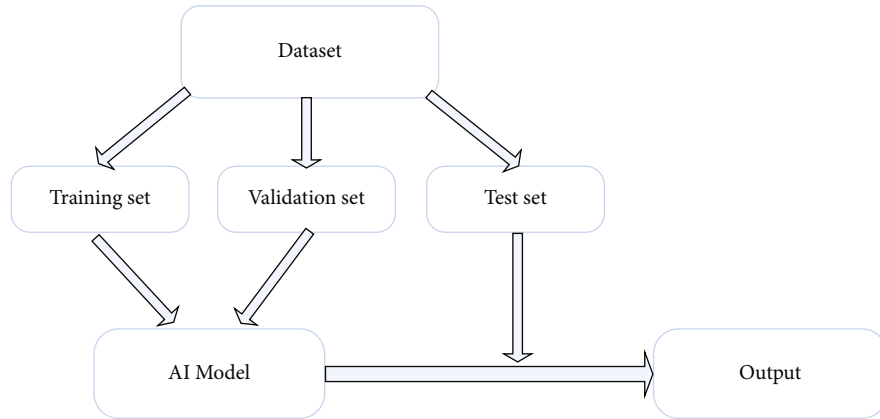 Dataset
Training set
Validation set
Test set
AI Model
Output